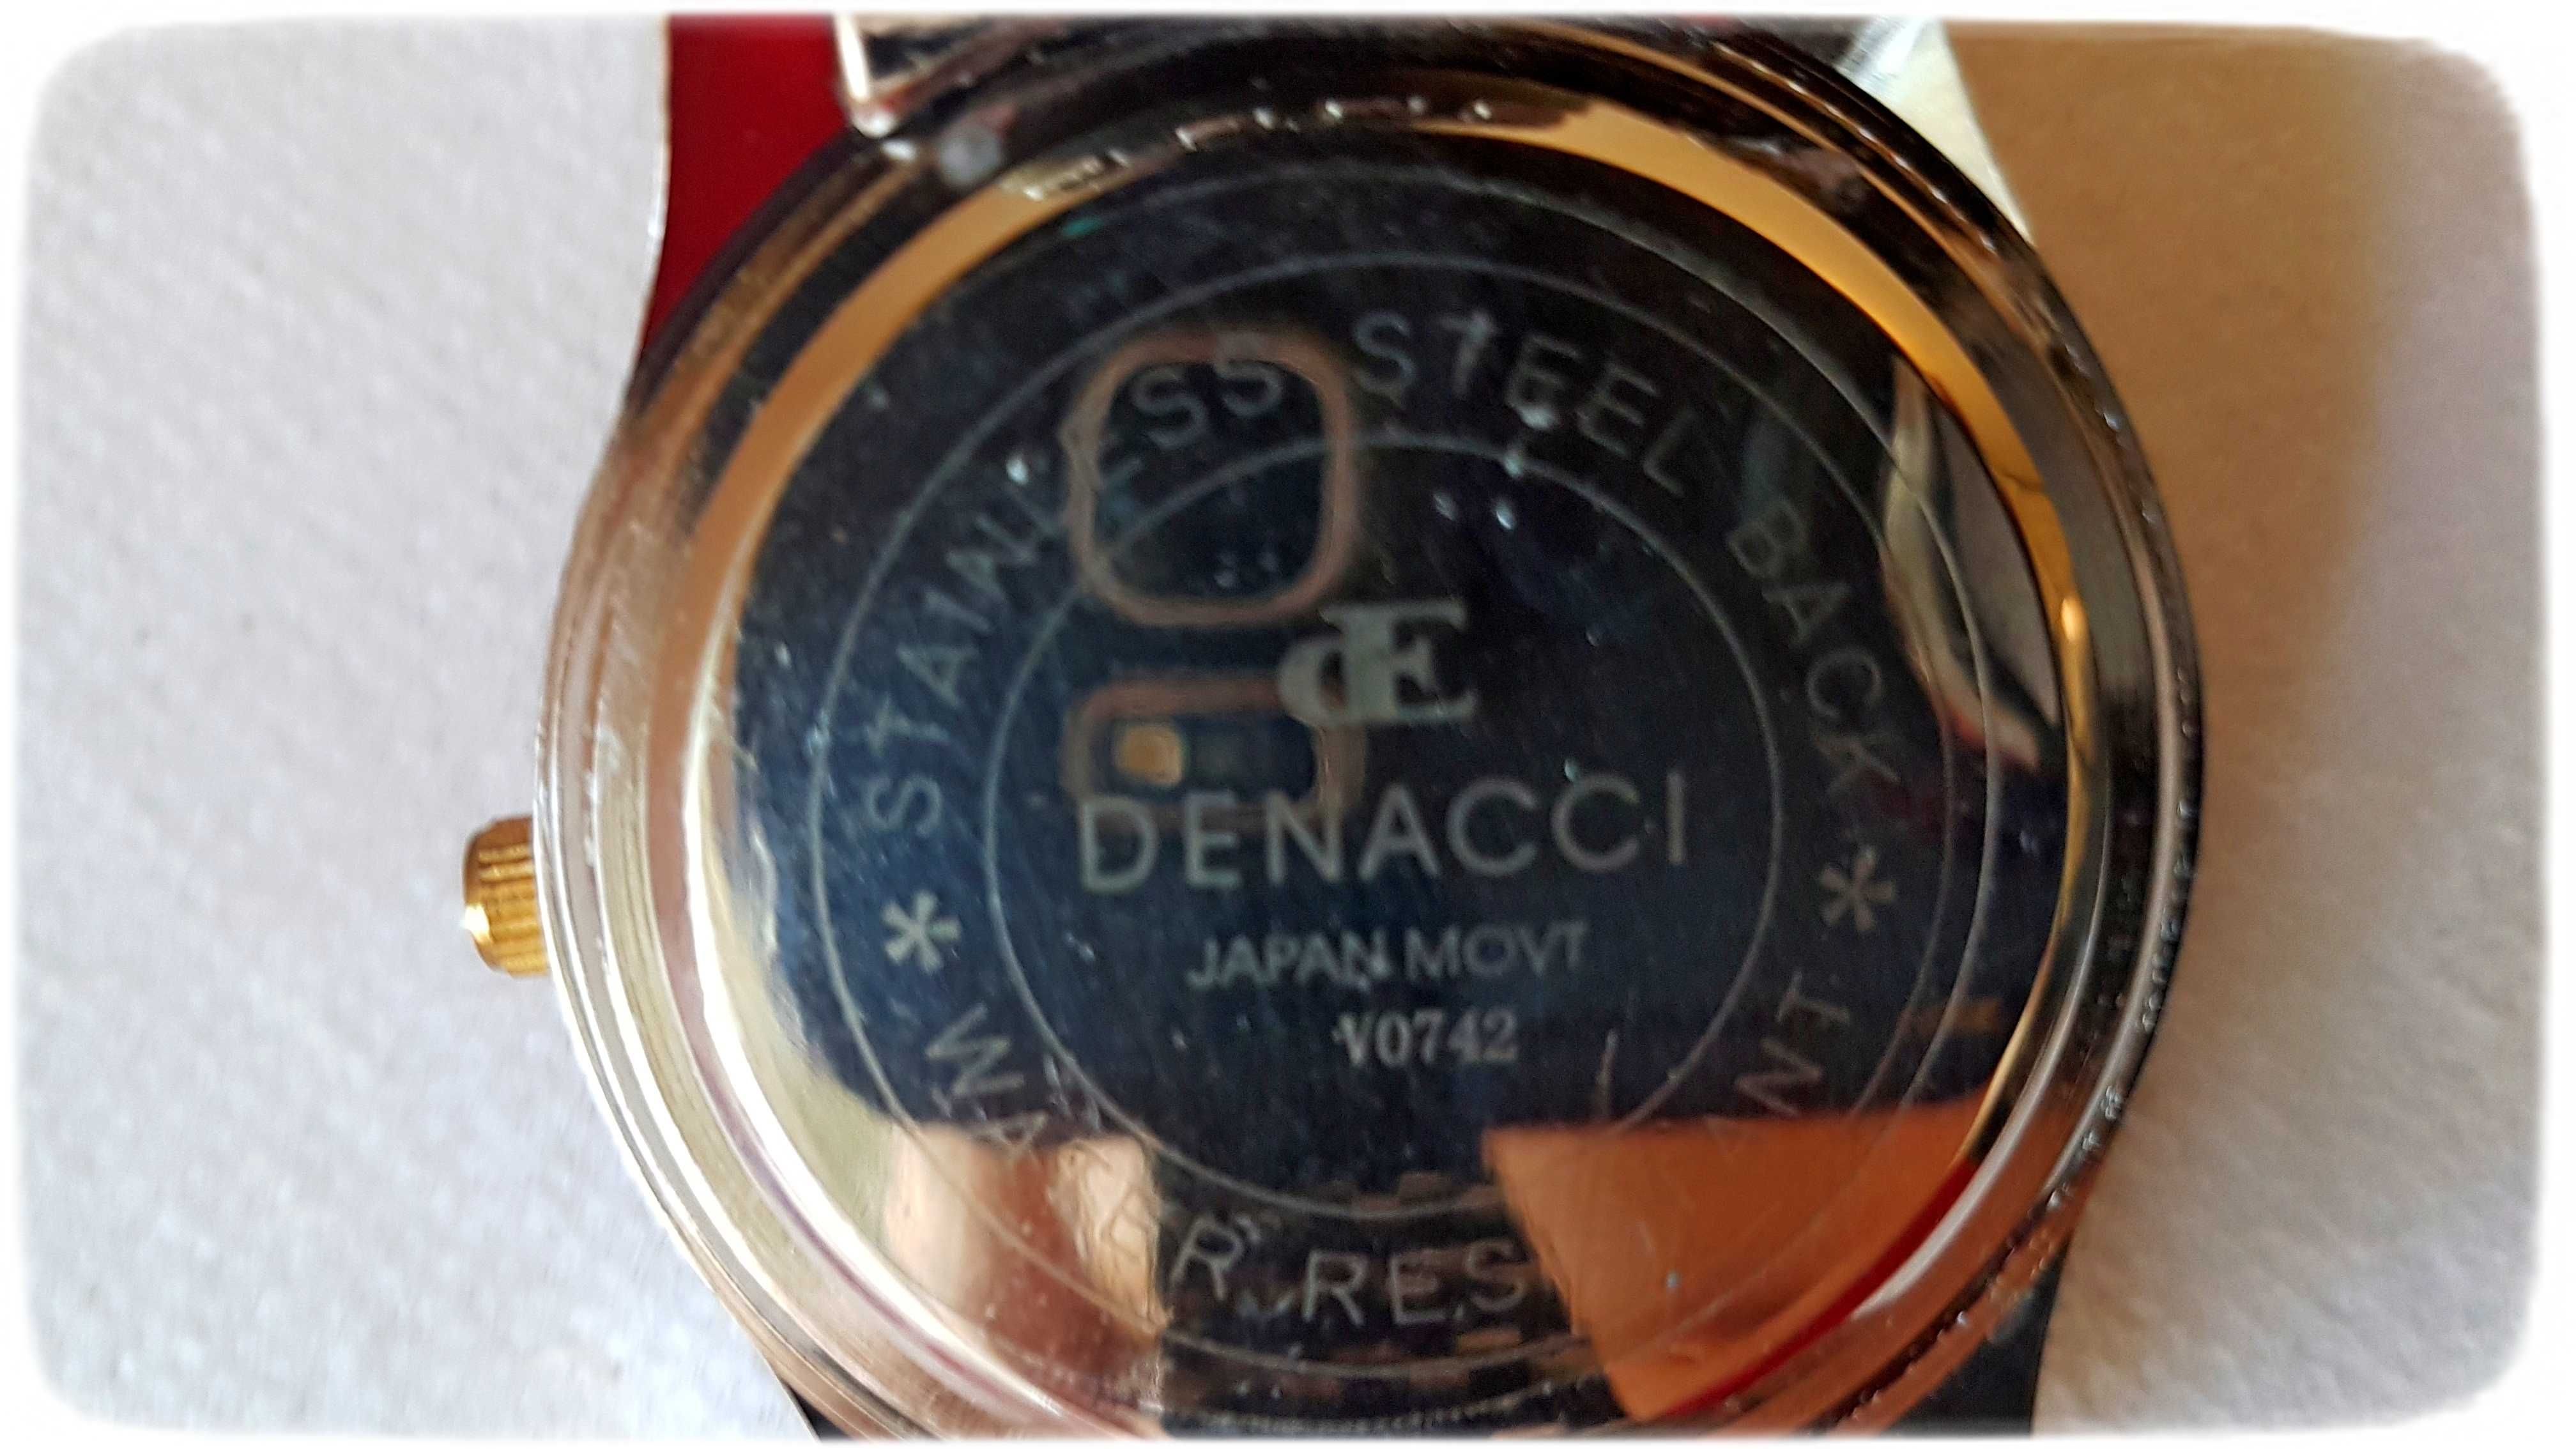 * STAINLESS STEEL BACK *
dE
DENACCI
JAPAN MOVT
V0742
RES